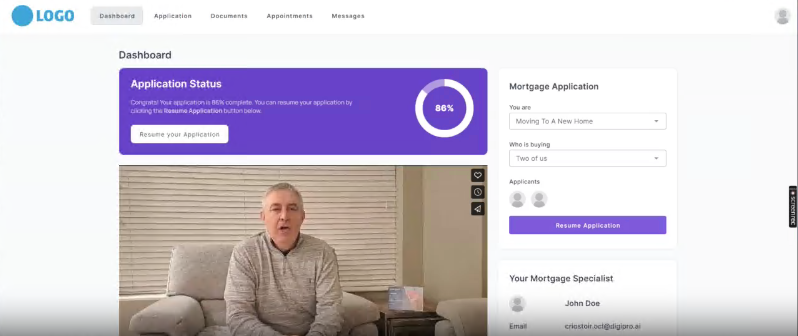 LOGO
Dashboard
Application
Documents
Appointments
Messages
Dashboard
Application Status
Congrats! Your application is 86% complete. You can resume your application by
clicking the Resume Application button below.
Resume your Application
86%
Mortgage Application
You are
Moving To A New Home
Who is buying
Two of us
Applicants
Resume Application
Your Mortgage Specialist
John Doe
Email
criostoir.ocl@digipro.ai
screenrec